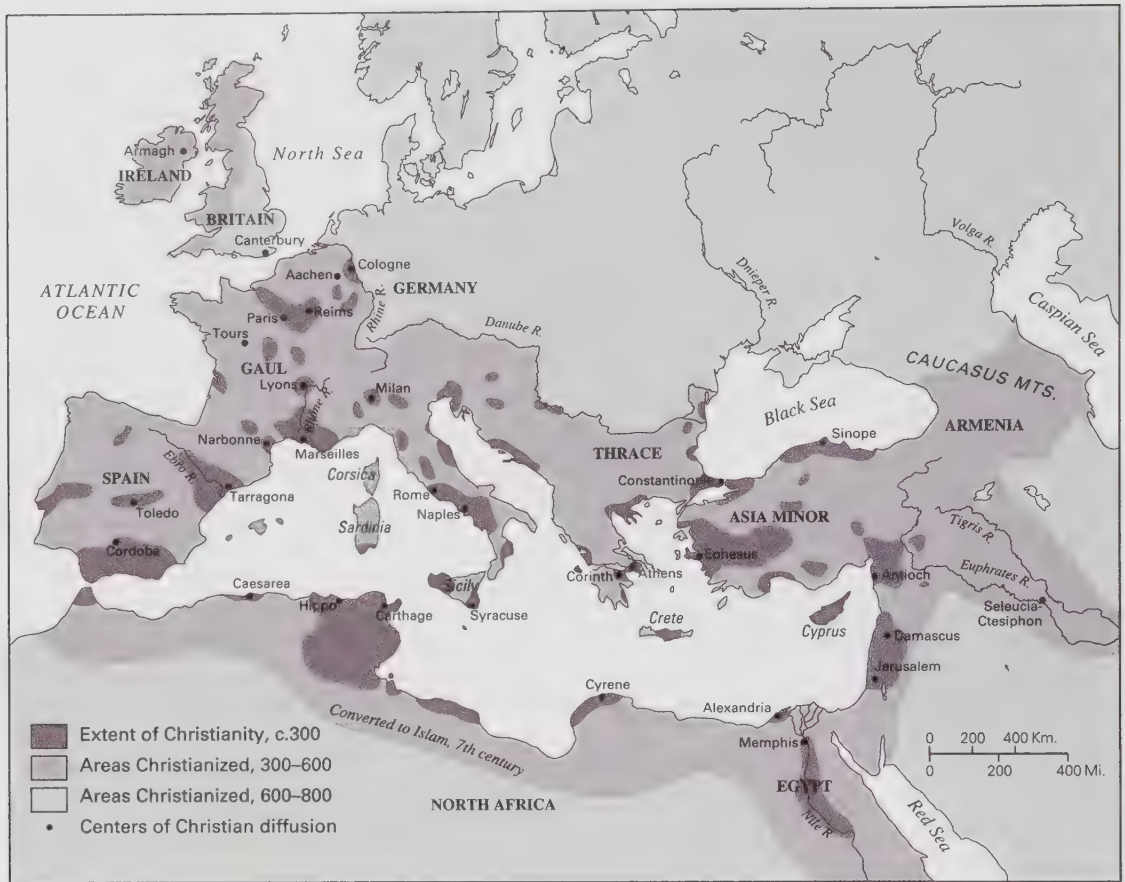 Armagh
IRELAND
North Sea
BRITAIN
Canterbury
ATLANTIC
OCEAN
Aachen
Cologne
GERMANY
Rhine R.
Paris
Reims
Tours
GAUL
Lyons
Milan
Danube R.
Dnieper R.
Volga R.
Caspian Sea
CAUCASUS MTS.
Black Sea
ARMENIA
Sinope
THRACE
Constantinople
Narbonne
Marseilles
Corsica
SPAIN
Ebro R.
Tarragona
Toledo
Cordoba
Rome
Naples
Sardinia
ASIA MINOR
Ephesus
Tigris R.
Euphrates R.
Antioch
Seleucia-
Ctesiphon
Corinth
Athens
Caesarea
Hippo
Carthage
Sicily
Syracuse
Crete
Cyprus
Damascus
Jerusalem
Cyrene
Alexandria
Memphis
EGYPT
Nile R.
Red Sea
Converted to Islam, 7th century
NORTH AFRICA
0 200 400 Km.
0 200 400 Mi.
Extent of Christianity, c.300
Areas Christianized, 300–600
Areas Christianized, 600–800
Centers of Christian diffusion